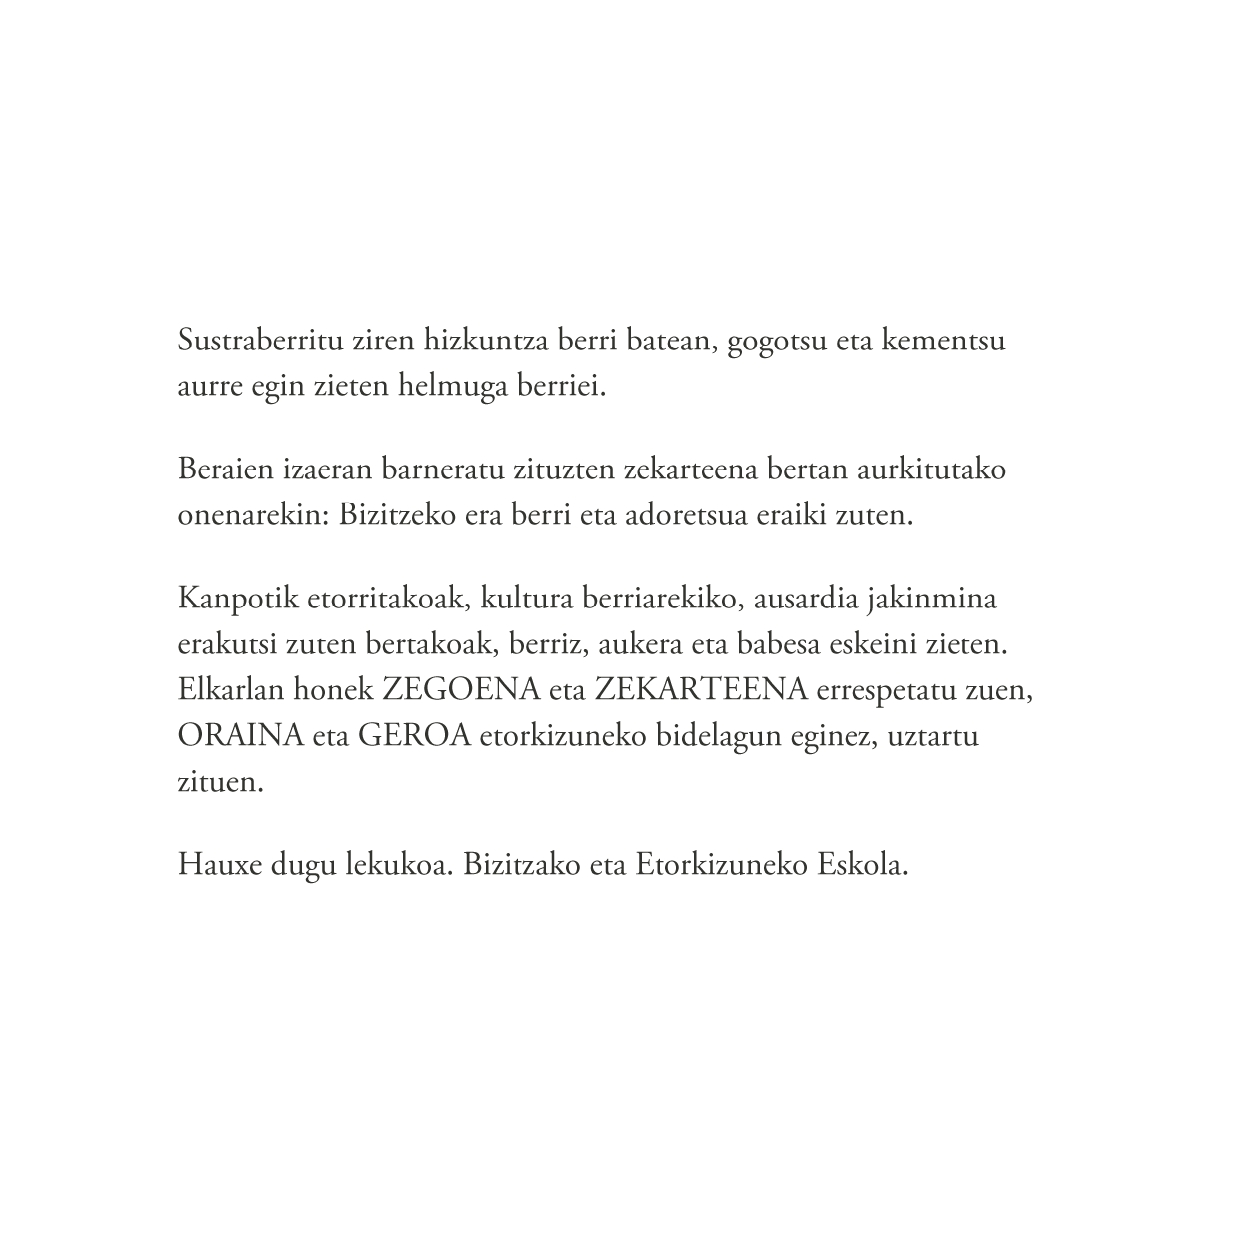 Sustraberritu ziren hizkuntza berri batean, gogotsu eta kementsu
aurre egin zieten helmuga berriei.
Beraien izaeran barneratu zituzten zekarteena bertan aurkitutako
onenarekin: Bizitzeko era berri eta adoretsua eraiki zuten.
Kanpotik etorritakoak, kultura berriarekiko, ausardia jakinmina
erakutsi zuten bertakoak, berriz, aukera eta babesa eskeini zieten.
Elkarlan honek ZEGOENA eta ZEKARTEENA errespetatu zuen,
ORAINA eta GEROA etorkizuneko bidelagun eginez, uztartu
zituen.
Hauxe dugu lekukoa. Bizitzako eta Etorkizuneko Eskola.